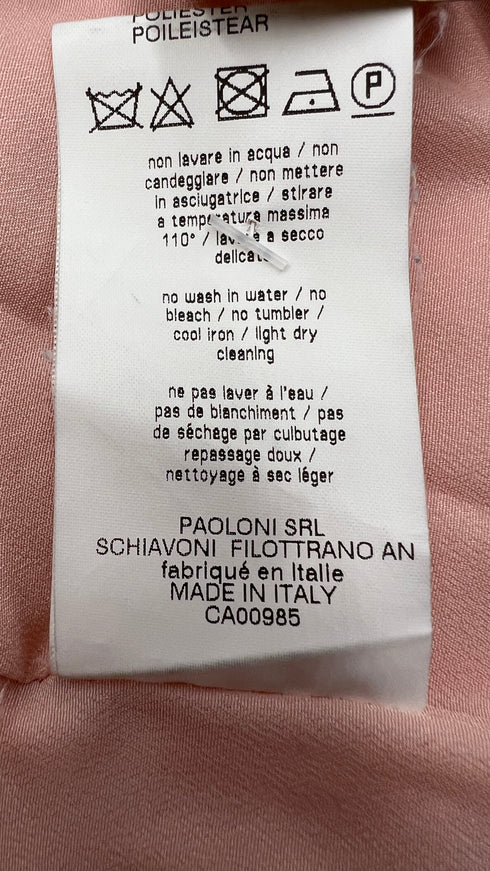 POLIESTER
POILEISTEAR
P
non lavare in acqua / non
candeggiare / non mettere
in asciugatrice / stirare
a temperatura massima
110° / lavare a secco
delicato
no wash in water / no
bleach / no tumbler /
cool iron / light dry
cleaning
ne pas laver à l'eau /
pas de blanchiment / pas
de séchage par culbutage
repassage doux /
nettoyage à sec léger
PAOLONI SRL
SCHIAVONI FILOTTRANO AN
fabriqué en Italie
MADE IN ITALY
CA00985